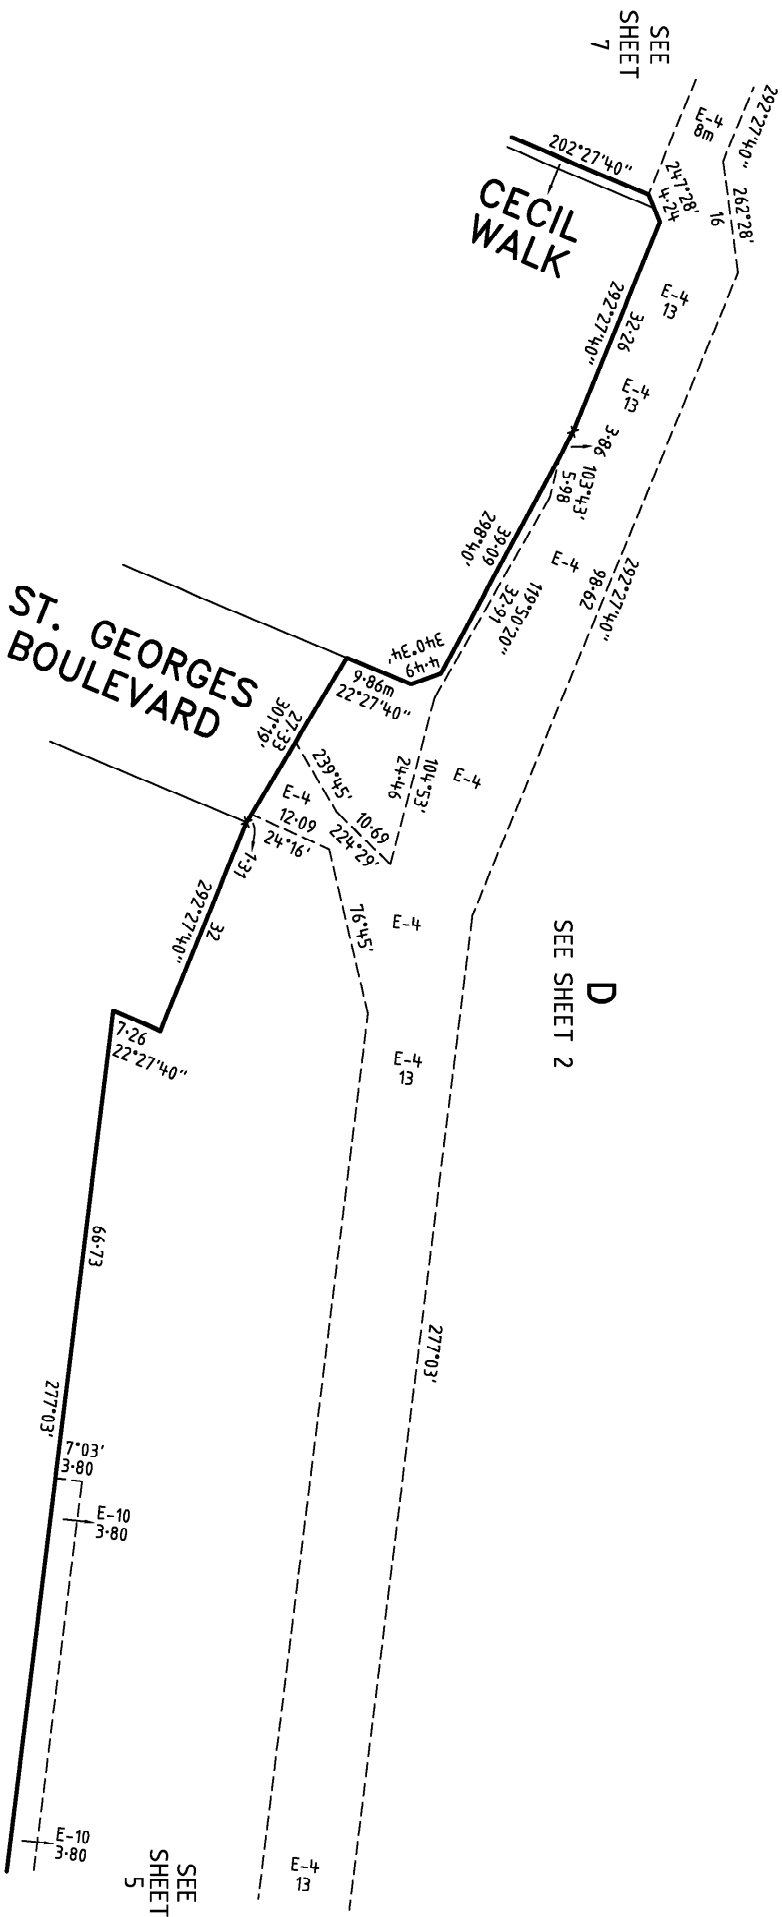 SEE
SHEET
7
E-4
8m
292°27'40"
202°27'40"
247°28'
4·24
262°28'
16
CECIL
WALK
E-4
13
32·26
292°27'40"
E-4
13
3·86
103°43'
5·98
E-4
292°27'40"
98·62
39·09
298°40'
119°50'20"
32·91
340°34'
4·49
9·86m
22°27'40"
ST. GEORGES
BOULEVARD
27·33
301°19'
239°45'
104°53'
24·46
E-4
E-4
12·09
24°16'
10·69
224°29'
1·31
76°45'
E-4
32
292°27'40"
D
SEE SHEET 2
7·26
22°27'40"
E-4
13
66·73
277°03'
277°03'
7°03'
3·80
E-10
3·80
E-10
3·80
E-4
13
SEE
SHEET
5